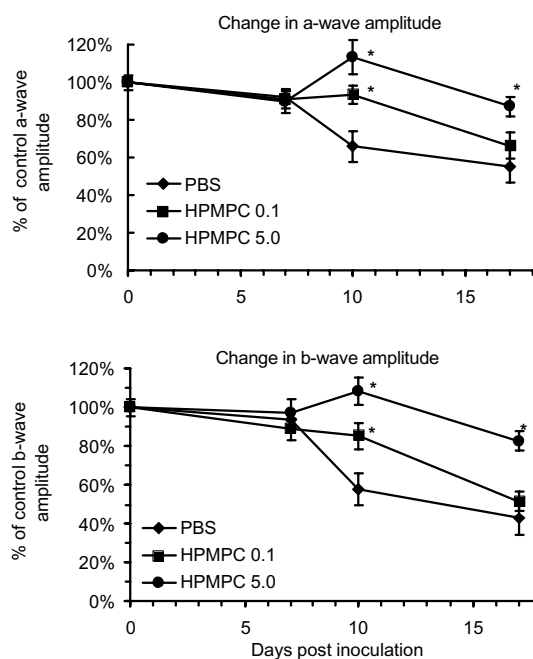 Change in a-wave amplitude
120%
100%
80%
60%
40%
20%
0%
% of control a-wave
amplitude
PBS
HPMPC 0.1
HPMPC 5.0
*
*
*
0 5 10 15
Change in b-wave amplitude
120%
100%
80%
60%
40%
20%
0%
% of control b-wave
amplitude
PBS
HPMPC 0.1
HPMPC 5.0
*
*
*
0 5 10 15
Days post inoculation